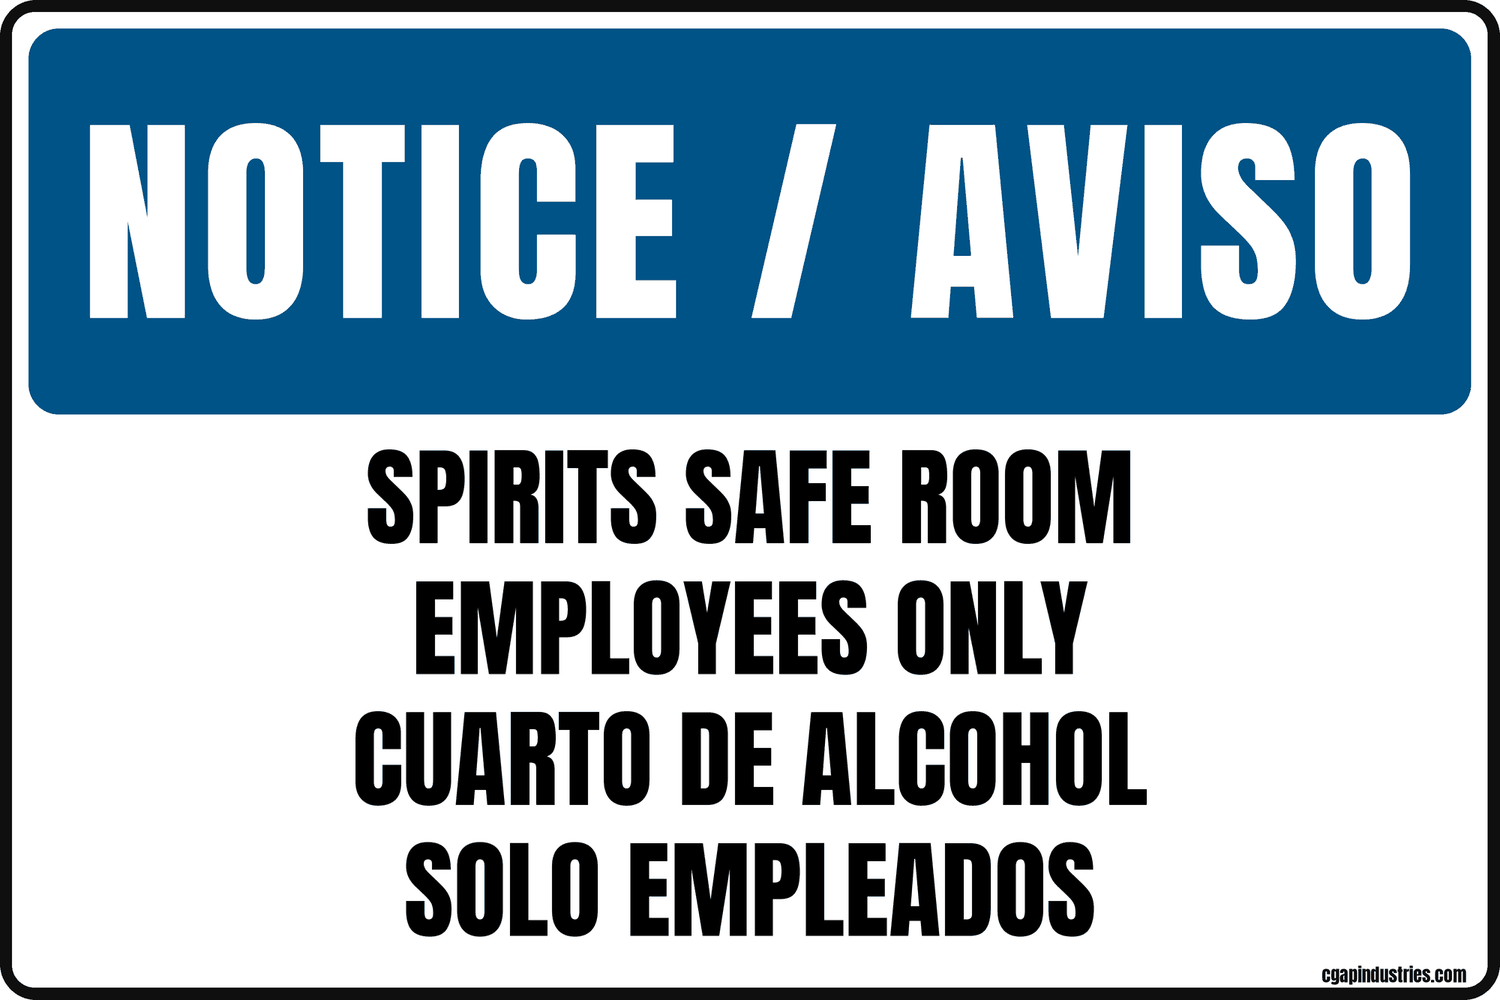 NOTICE / AVISO
SPIRITS SAFE ROOM
EMPLOYEES ONLY
CUARTO DE ALCOHOL
SOLO EMPLEADOS
cgapindustries.com